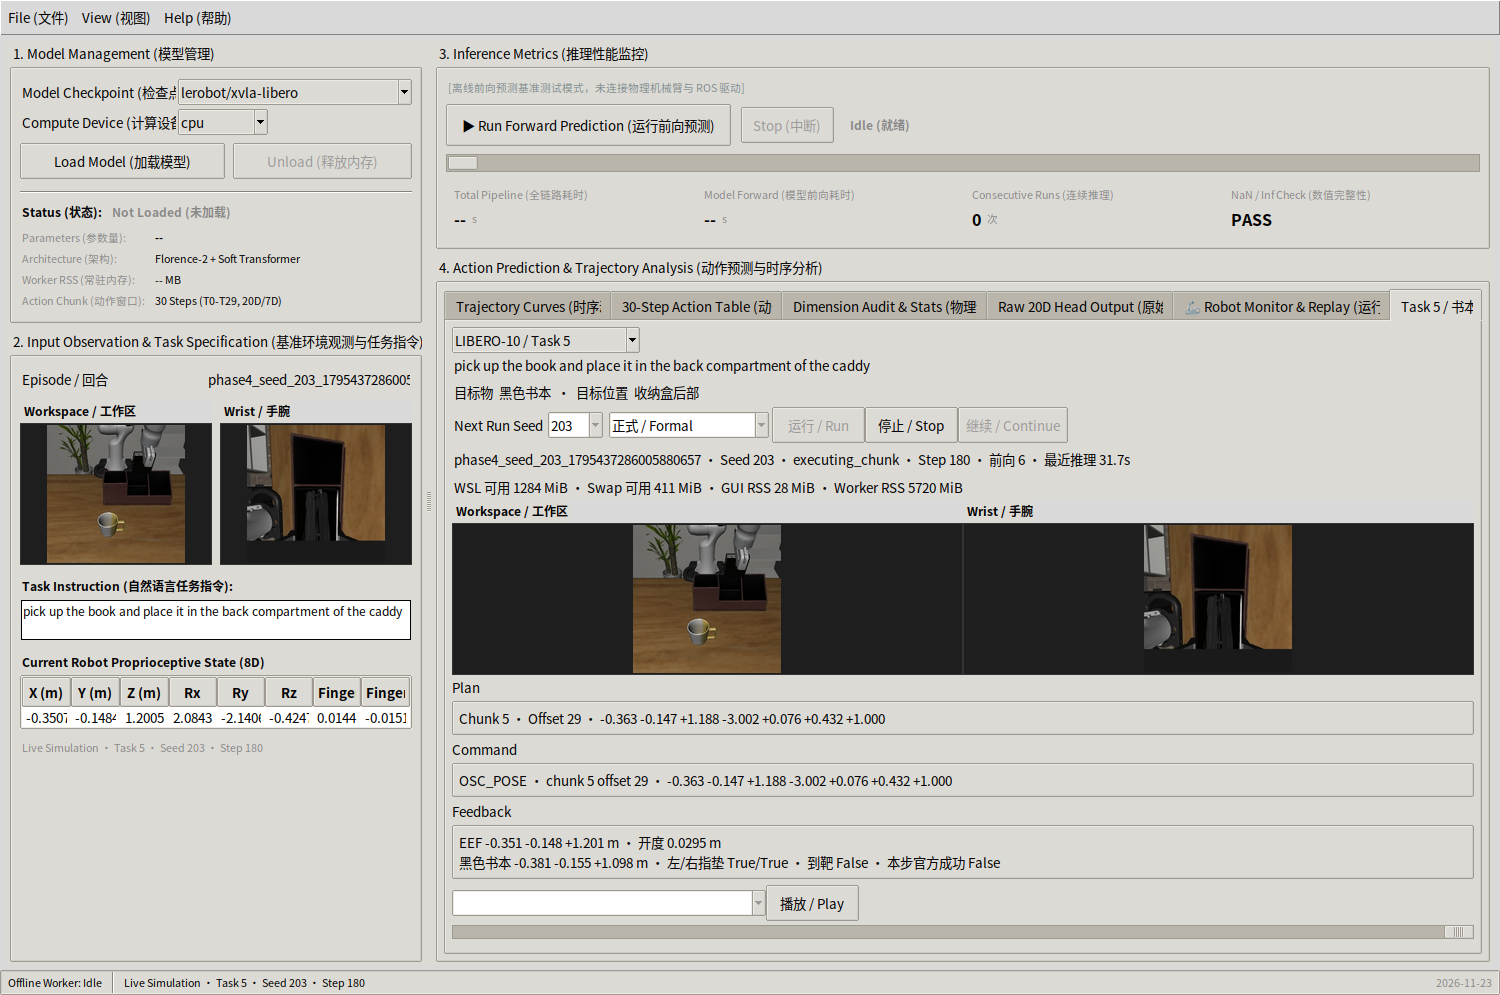 File (文件) View (视图) Help (帮助)
1. Model Management (模型管理)
Model Checkpoint (检查点 lerobot/xvla-libero
Compute Device (计算设备 cpu
Load Model (加载模型) Unload (释放内存)
Status (状态): Not Loaded (未加载)
Parameters (参数量): --
Architecture (架构): Florence-2 + Soft Transformer
Worker RSS (常驻内存): -- MB
Action Chunk (动作窗口): 30 Steps (T0-T29, 20D/7D)
2. Input Observation & Task Specification (基准环境观测与任务指令)
Episode / 回合 phase4_seed_203_179543728600
Workspace / 工作区 Wrist / 手腕
Task Instruction (自然语言任务指令):
pick up the book and place it in the back compartment of the caddy
Current Robot Proprioceptive State (8D)
X (m) Y (m) Z (m) Rx Ry Rz Finge Finger
-0.3507 -0.1484 1.2005 2.0843 -2.1406 -0.4247 0.0144 -0.0151
Live Simulation • Task 5 • Seed 203 • Step 180
3. Inference Metrics (推理性能监控)
[离线前向预测基准测试模式，未连接物理机械臂与 ROS 驱动]
▶ Run Forward Prediction (运行前向预测) Stop (中断) Idle (就绪)
Total Pipeline (全链路耗时) Model Forward (模型前向耗时) Consecutive Runs (连续推理) NaN / Inf Check (数值完整性)
-- s -- s 0 次 PASS
4. Action Prediction & Trajectory Analysis (动作预测与时序分析)
Trajectory Curves (时序 30-Step Action Table (动 Dimension Audit & Stats (物理 Raw 20D Head Output (原始 Robot Monitor & Replay (运行 Task 5 / 书本
LIBERO-10 / Task 5
pick up the book and place it in the back compartment of the caddy
目标物 黑色书本 • 目标位置 收纳盒后部
Next Run Seed 203 正式 / Formal 运行 / Run 停止 / Stop 继续 / Continue
phase4_seed_203_1795437286005880657 • Seed 203 • executing_chunk • Step 180 • 前向 6 • 最近推理 31.7s
WSL 可用 1284 MiB • Swap 可用 411 MiB • GUI RSS 28 MiB • Worker RSS 5720 MiB
Workspace / 工作区 Wrist / 手腕
Plan
Chunk 5 • Offset 29 • -0.363 -0.147 +1.188 -3.002 +0.076 +0.432 +1.000
Command
OSC_POSE • chunk 5 offset 29 • -0.363 -0.147 +1.188 -3.002 +0.076 +0.432 +1.000
Feedback
EEF -0.351 -0.148 +1.201 m • 开度 0.0295 m
黑色书本 -0.381 -0.155 +1.098 m • 左/右指垫 True/True • 到靶 False • 本步官方成功 False
播放 / Play
Offline Worker: Idle Live Simulation • Task 5 • Seed 203 • Step 180 2026-11-23